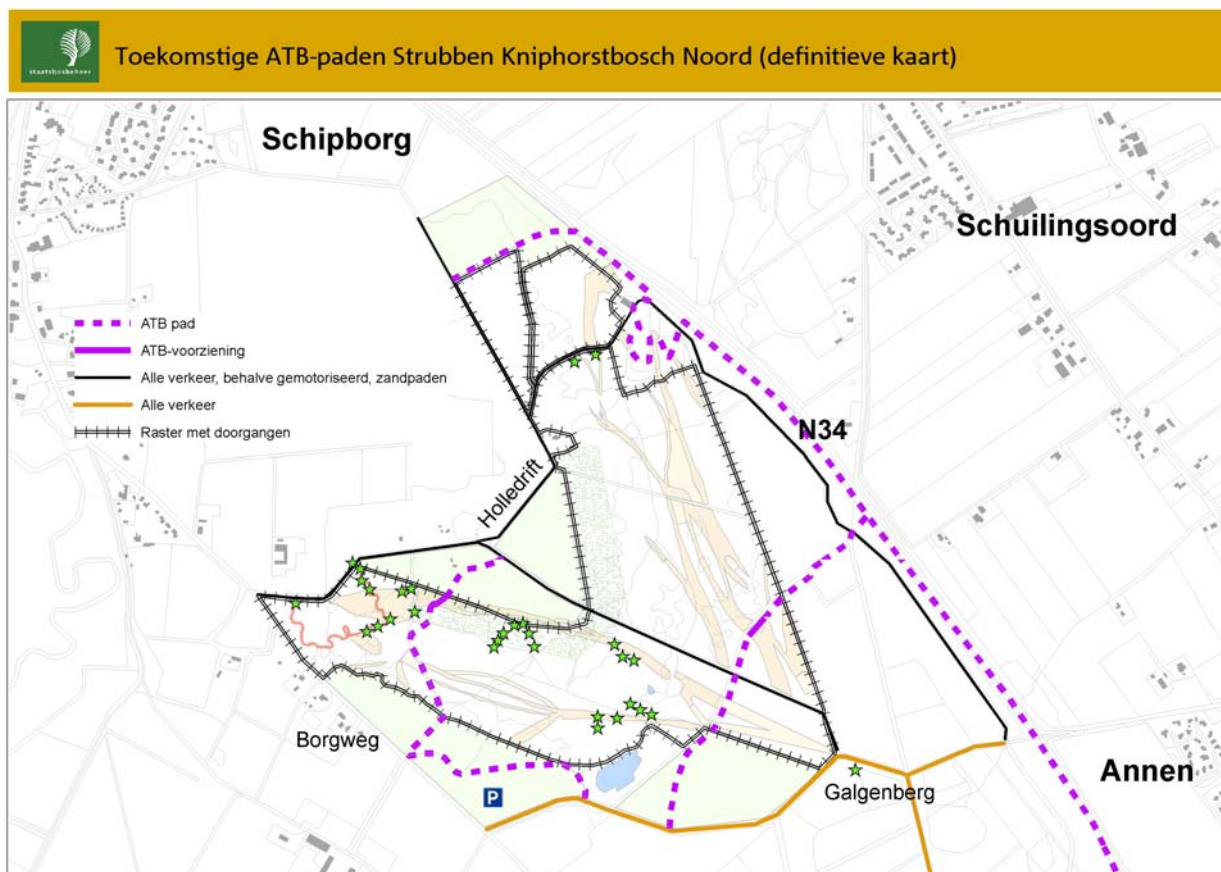 staatsbosbeheer
Toekomstige ATB-paden Strubben Kniphorstbosch Noord (definitieve kaart)
Schipborg
Schuilingsoord
ATB pad
ATB-voorziening
Alle verkeer, behalve gemotoriseerd, zandpaden
Alle verkeer
Raster met doorgangen
N34
Holledrift
Borgweg
Annen
Galgenberg
P